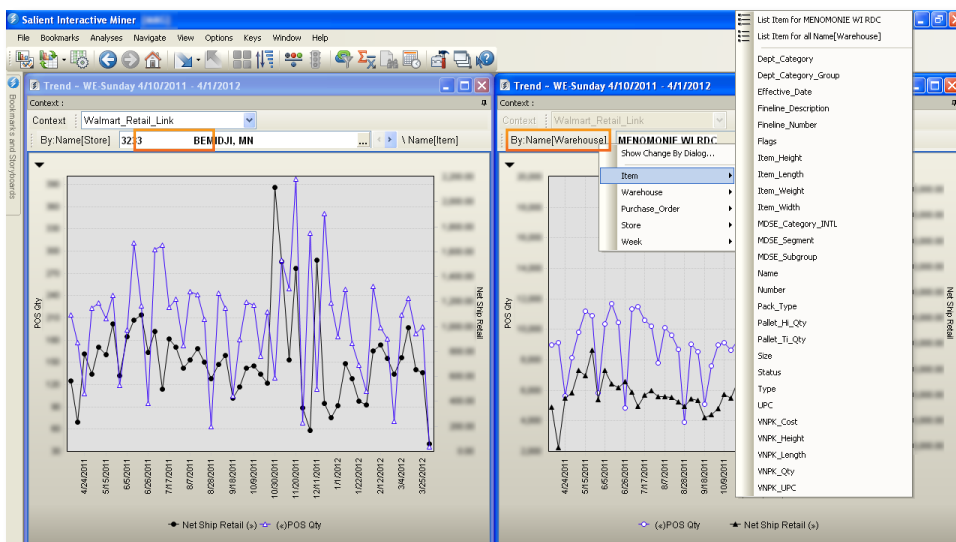 Salient Interactive Miner
File Bookmarks Analyses Navigate View Options Keys Window Help
Bookmarks and Storyboards
Trend - WE-Sunday 4/10/2011 - 4/1/2012
Context :
Context Walmart_Retail_Link
By:Name[Store] 3233 BEMIDJI, MN ... \ Name[Item]
POS Qty
Net Ship Retail
4/24/2011 5/15/2011 6/5/2011 6/26/2011 7/17/2011 8/7/2011 8/28/2011 9/18/2011 10/9/2011 10/30/2011 11/20/2011 12/11/2011 1/1/2012 1/22/2012 2/12/2012 3/4/2012 3/25/2012
Net Ship Retail (») («)POS Qty
Trend - WE-Sunday 4/10/2011 - 4/1/2012
Context :
Context Walmart_Retail_Link
By:Name[Warehouse] MENOMONIE WI RDC
Show Change By Dialog...
Item
Warehouse
Purchase_Order
Store
Week
POS Qty
Net Ship Retail
4/24/2011 5/15/2011 6/5/2011 6/26/2011 7/17/2011 8/7/2011 8/28/2011 9/18/2011 10/9/2011
(«)POS Qty Net Ship Retail (»)
List Item for MENOMONIE WI RDC
List Item for all Name[Warehouse]
Dept_Category
Dept_Category_Group
Effective_Date
Fineline_Description
Fineline_Number
Flags
Item_Height
Item_Length
Item_Weight
Item_Width
MDSE_Category_INTL
MDSE_Segment
MDSE_Subgroup
Name
Number
Pack_Type
Pallet_Hi_Qty
Pallet_Ti_Qty
Size
Status
Type
UPC
VNPK_Cost
VNPK_Height
VNPK_Length
VNPK_Qty
VNPK_UPC